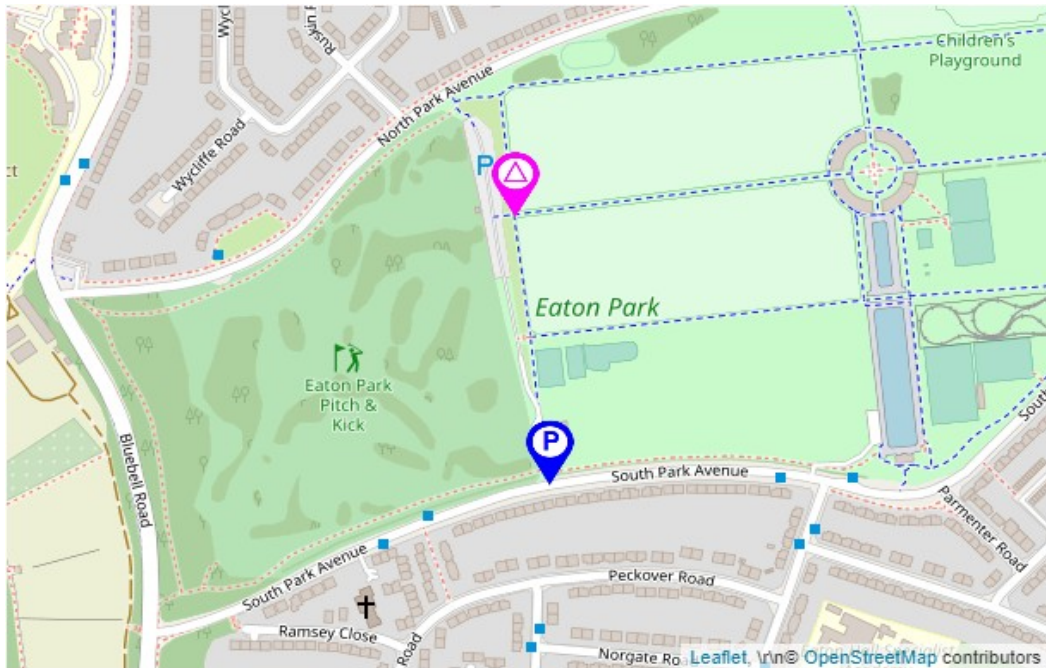 Wycliffe Road
North Park Avenue
Children's
Playground
P
Eaton Park
Eaton Park
Pitch &
Kick
Bluebell Road
P
South Park Avenue
South Park Avenue
Parmenter Road
Peckover Road
Ramsey Close
Road
Norgate
Leaflet, \r\n© OpenStreetMap contributors